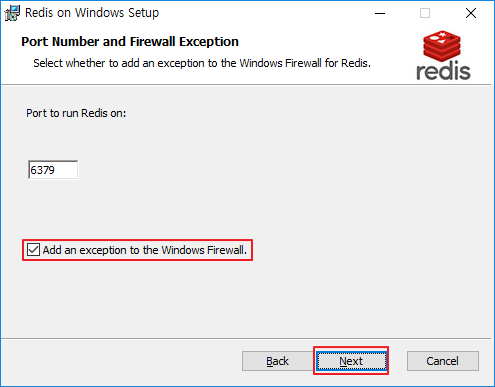 Redis on Windows Setup
Port Number and Firewall Exception
Select whether to add an exception to the Windows Firewall for Redis.
redis
Port to run Redis on:
6379
Add an exception to the Windows Firewall.
Back Next Cancel